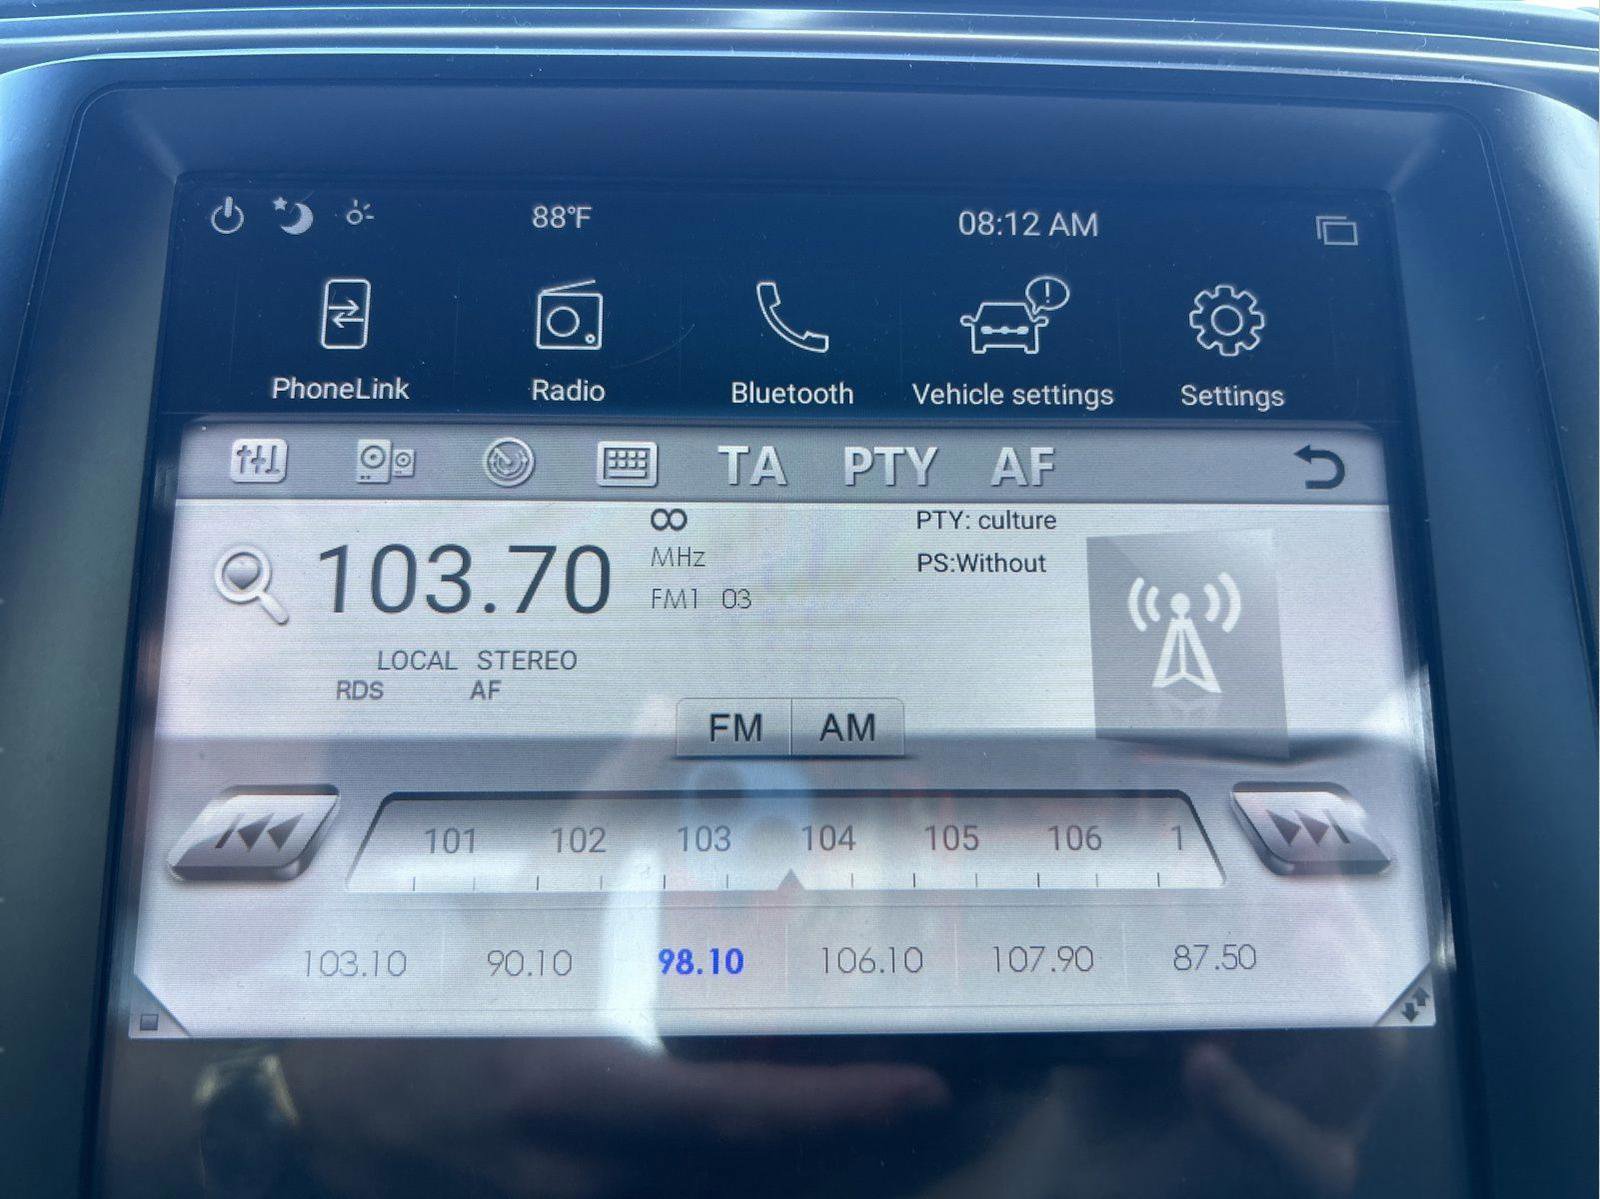 88°F 08:12 AM
PhoneLink Radio Bluetooth Vehicle settings Settings
TA PTY AF
103.70
MHz
FM1 03
PTY: culture
PS:Without
LOCAL STEREO
RDS AF
FM AM
101 102 103 104 105 106 1
103.10 90.10 98.10 106.10 107.90 87.50